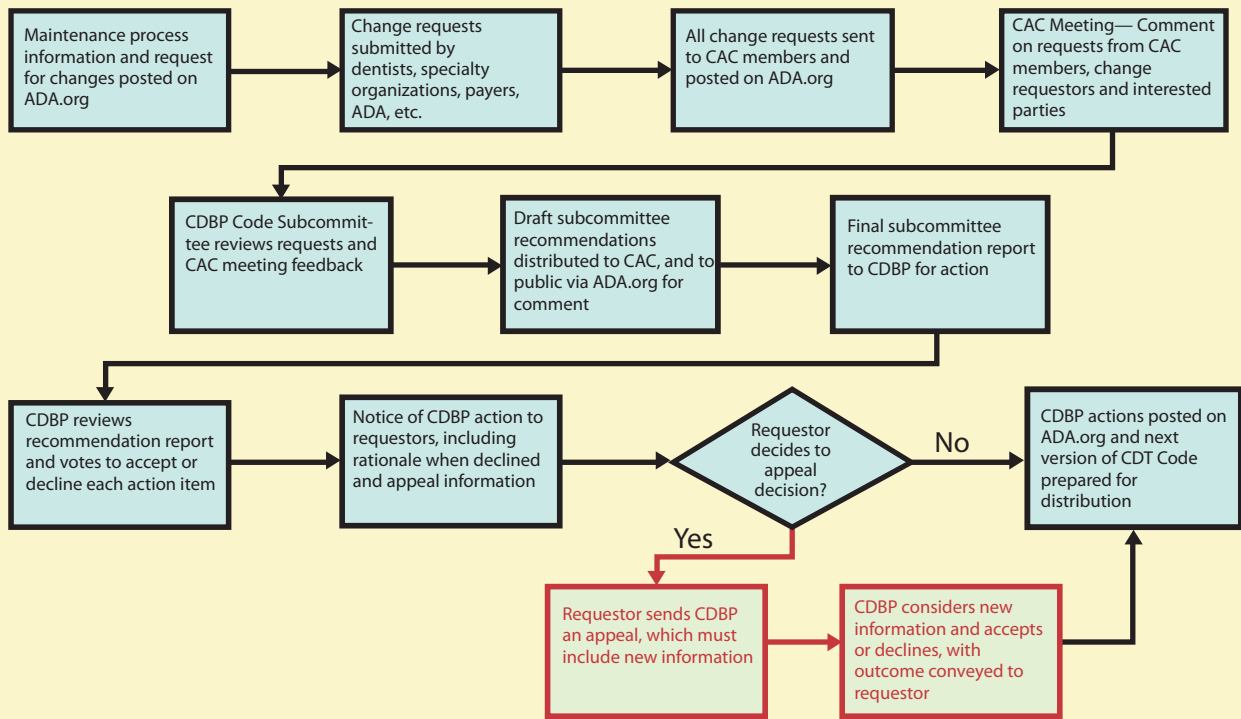 Maintenance process
information and request
for changes posted on
ADA.org
Change requests
submitted by
dentists, specialty
organizations, payers,
ADA, etc.
All change requests sent
to CAC members and
posted on ADA.org
CAC Meeting— Comment
on requests from CAC
members, change
requestors and interested
parties
CDBP Code Subcommit-
tee reviews requests and
CAC meeting feedback
Draft subcommittee
recommendations
distributed to CAC, and to
public via ADA.org for
comment
Final subcommittee
recommendation report
to CDBP for action
CDBP reviews
recommendation report
and votes to accept or
decline each action item
Notice of CDBP action to
requestors, including
rationale when declined
and appeal information
Requestor
decides to
appeal
decision?
No
CDBP actions posted on
ADA.org and next
version of CDT Code
prepared for
distribution
Yes
Requestor sends CDBP
an appeal, which must
include new information
CDBP considers new
information and accepts
or declines, with
outcome conveyed to
requestor